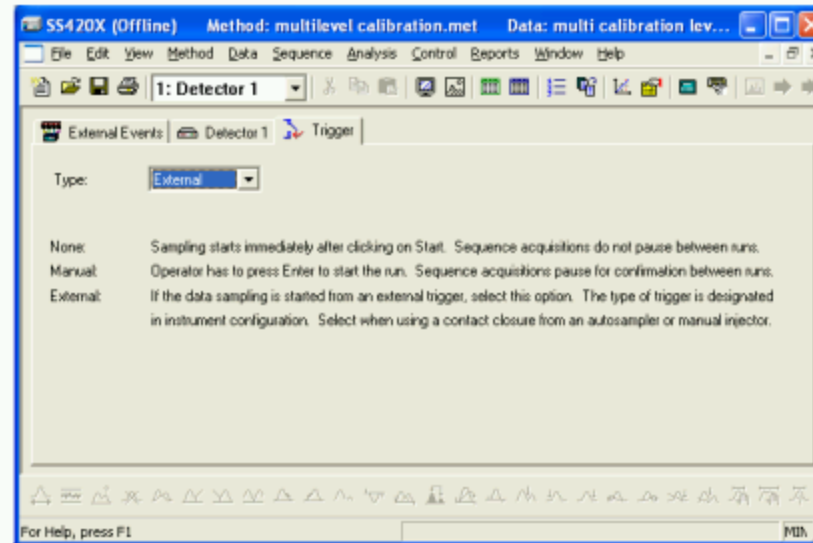 SS420X (Offline) Method: multilevel calibration.met Data: multi calibration lev...
File Edit View Method Data Sequence Analysis Control Reports Window Help
1: Detector 1
External Events Detector 1 Trigger
Type: External
None: Sampling starts immediately after clicking on Start. Sequence acquisitions do not pause between runs.
Manual: Operator has to press Enter to start the run. Sequence acquisitions pause for confirmation between runs.
External: If the data sampling is started from an external trigger, select this option. The type of trigger is designated
in instrument configuration. Select when using a contact closure from an autosampler or manual injector.
For Help, press F1